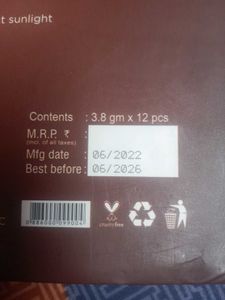 t sunlight
Contents : 3.8 gm x 12 pcs
M.R.P. ₹ :
(incl. of all taxes)
Mfg date : 06/2022
Best before : 06/2026
C
cruelty free